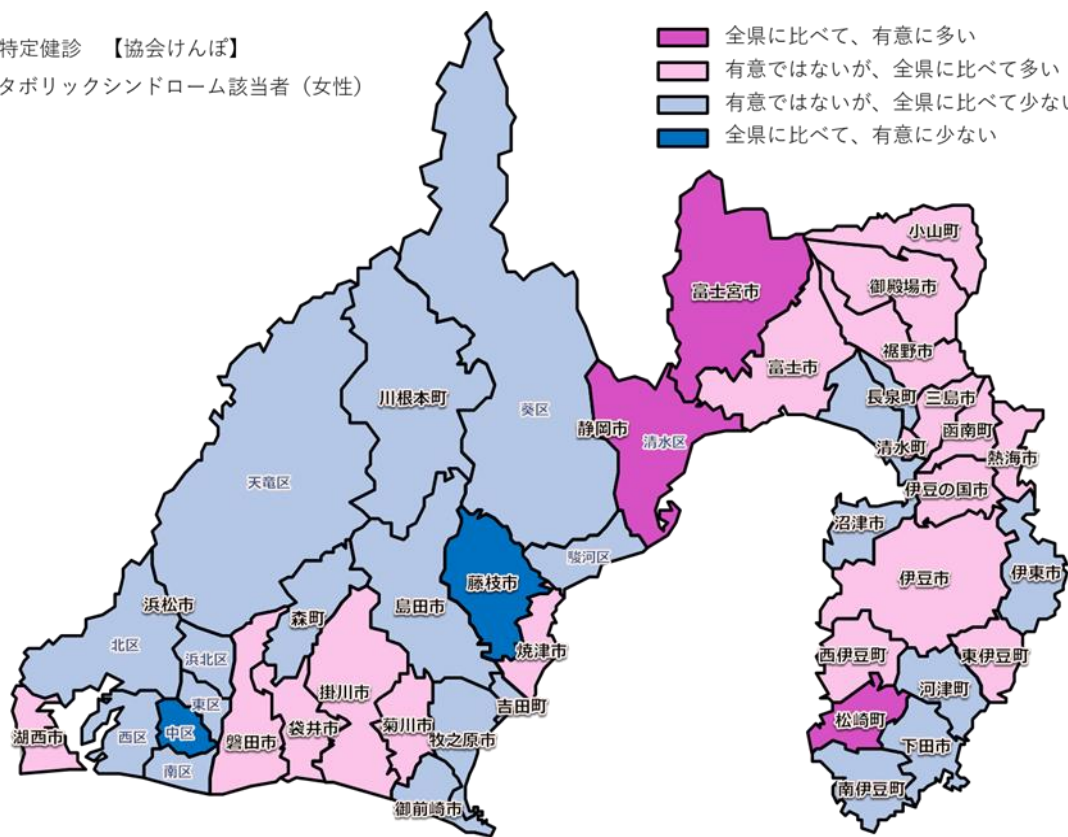 特定健診 【協会けんぽ】
タボリックシンドローム該当者（女性）
全県に比べて、有意に多い
有意ではないが、全県に比べて多い
有意ではないが、全県に比べて少ない
全県に比べて、有意に少ない
小山町
富士宮市
御殿場市
裾野市
富士市
長泉町
三島市
川根本町
葵区
静岡市
清水区
函南町
清水町
熱海市
天竜区
伊豆の国市
沼津市
駿河区
藤枝市
伊豆市
伊東市
浜松市
島田市
森町
北区
浜北区
焼津市
西伊豆町
東伊豆町
河津町
掛川市
東区
吉田町
湖西市
西区
中区
磐田市
袋井市
菊川市
牧之原市
松崎町
下田市
南区
南伊豆町
御前崎市